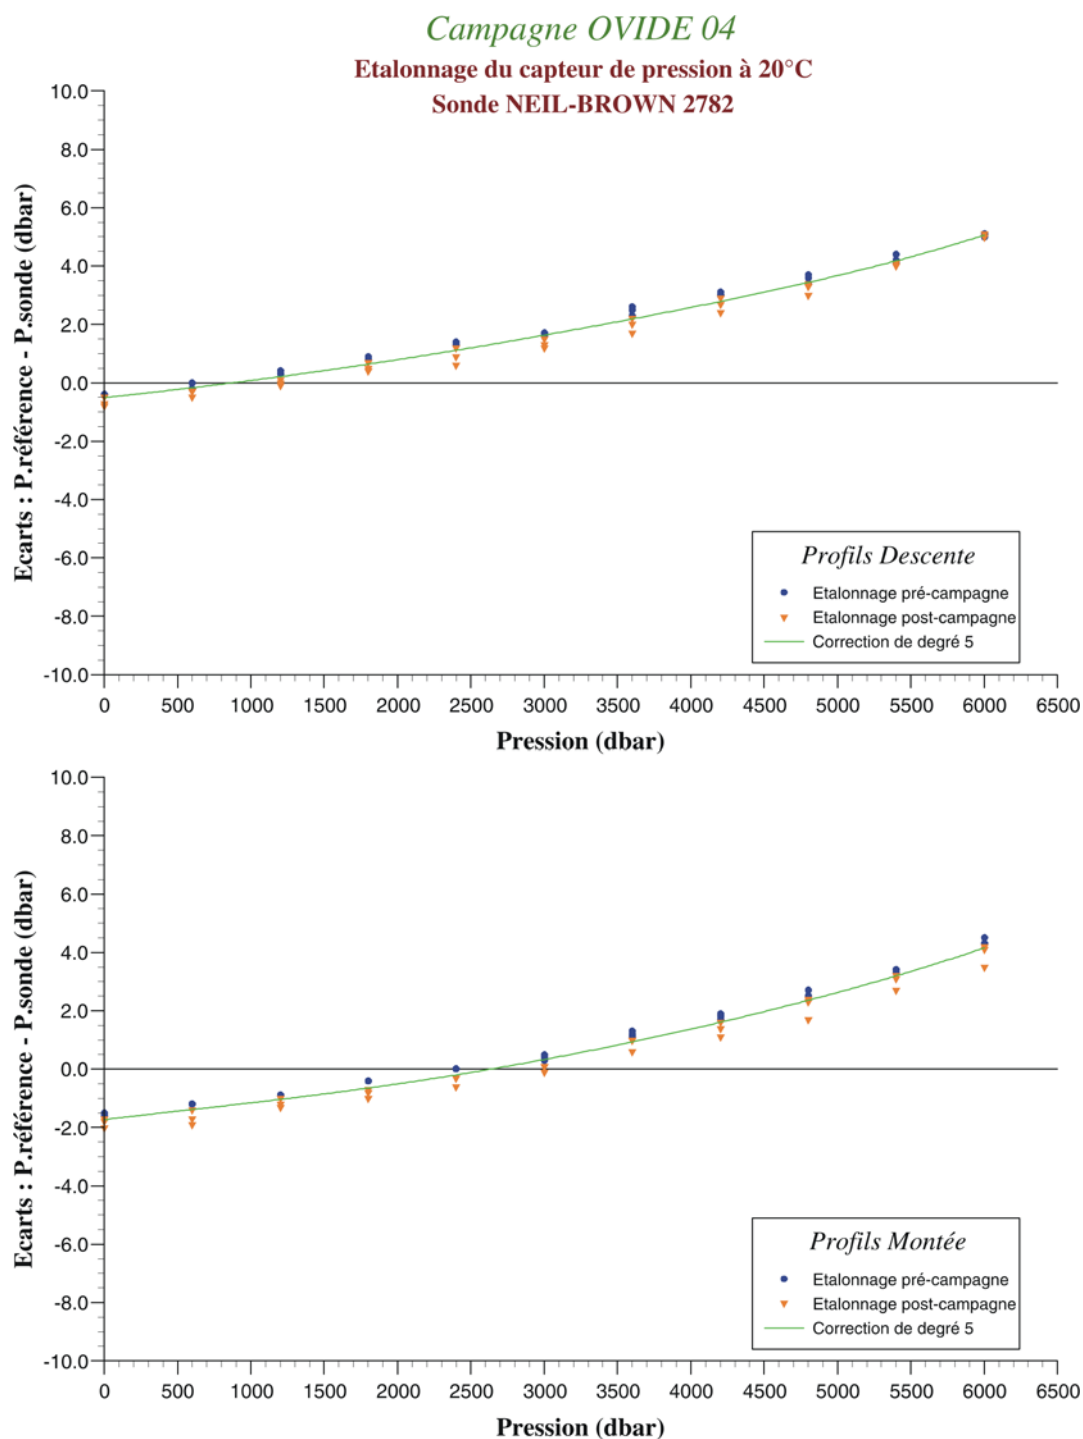 Campagne OVIDE 04
Etalonnage du capteur de pression à 20°C
Sonde NEIL-BROWN 2782
Ecarts : P.référence - P.sonde (dbar)
10.0
8.0
6.0
4.0
2.0
0.0
-2.0
-4.0
-6.0
-8.0
-10.0
Profils Descente
Etalonnage pré-campagne
Etalonnage post-campagne
Correction de degré 5
0 500 1000 1500 2000 2500 3000 3500 4000 4500 5000 5500 6000 6500
Pression (dbar)
Ecarts : P.référence - P.sonde (dbar)
10.0
8.0
6.0
4.0
2.0
0.0
-2.0
-4.0
-6.0
-8.0
-10.0
Profils Montée
Etalonnage pré-campagne
Etalonnage post-campagne
Correction de degré 5
0 500 1000 1500 2000 2500 3000 3500 4000 4500 5000 5500 6000 6500
Pression (dbar)